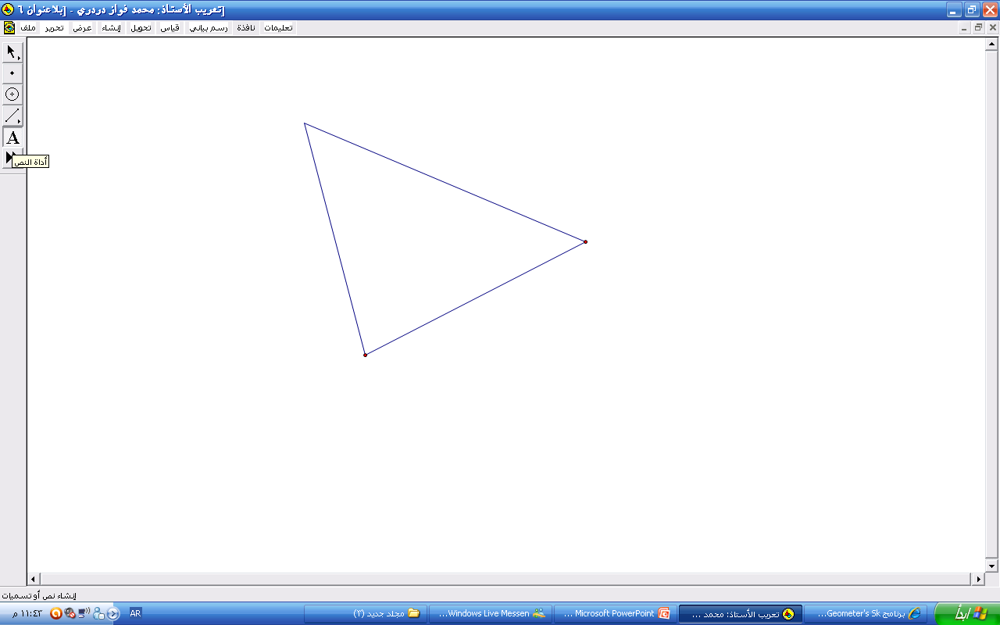 [تعريب الأستاذ: محمد فواز دردري - [بلاعنوان ٦
ملف تحرير عرض إنشاء تحويل قياس رسم بياني نافذة تعليمات
A
أداة النص
إنشاء نص أو تسميات
ابدأ
برنامج Geometer's Sk...
تعريب الأستاذ: محمد ...
Microsoft PowerPoint ...
Windows Live Messen...
مجلد جديد (٢)
AR
١١:٤٣ م